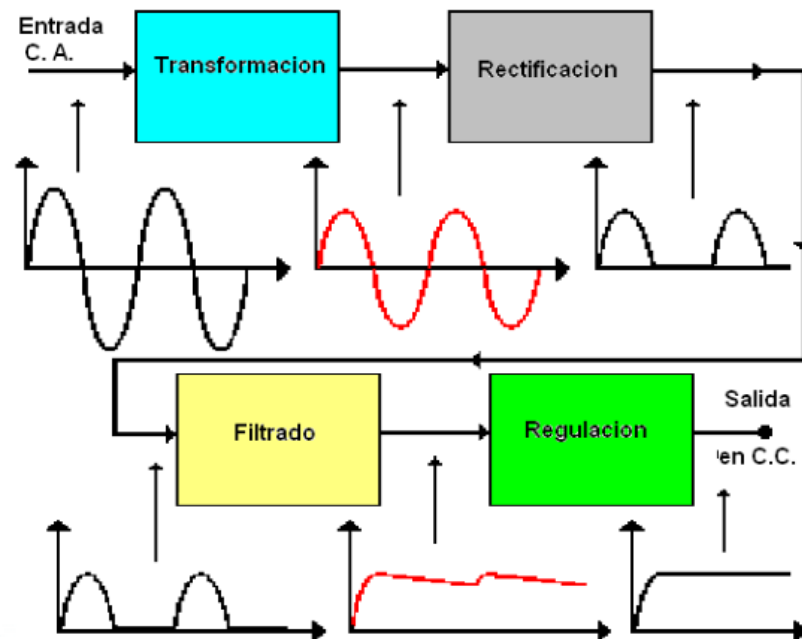 Entrada
C. A.
Transformacion
Rectificacion
Filtrado
Regulacion
Salida
en C.C.